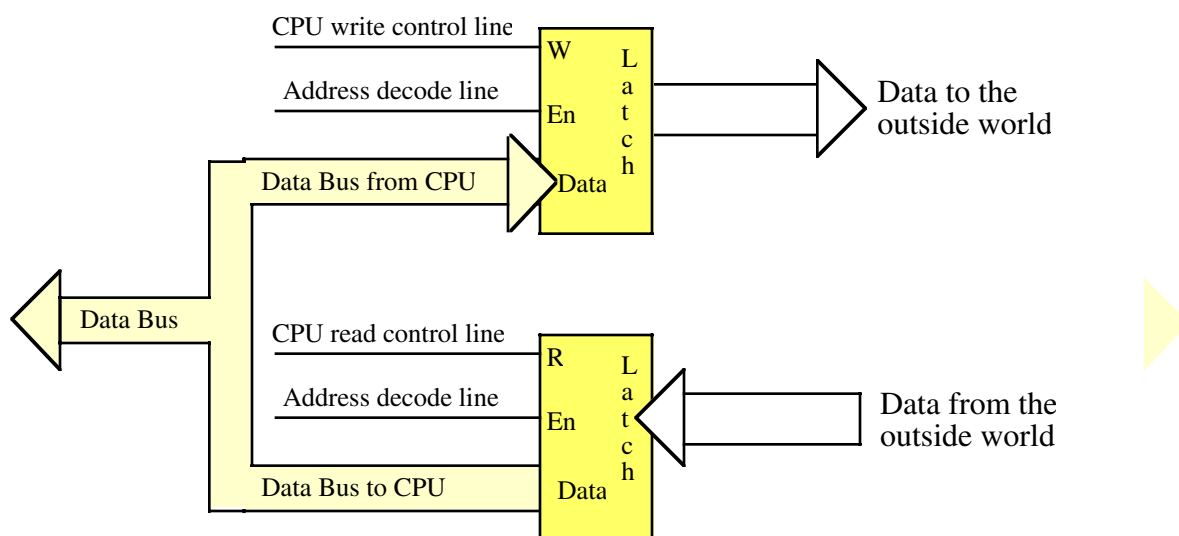 CPU write control line
W
Address decode line
En
Data Bus from CPU
Data
Latch
Data to the
outside world
Data Bus
CPU read control line
R
Address decode line
En
Data Bus to CPU
Data
Latch
Data from the
outside world